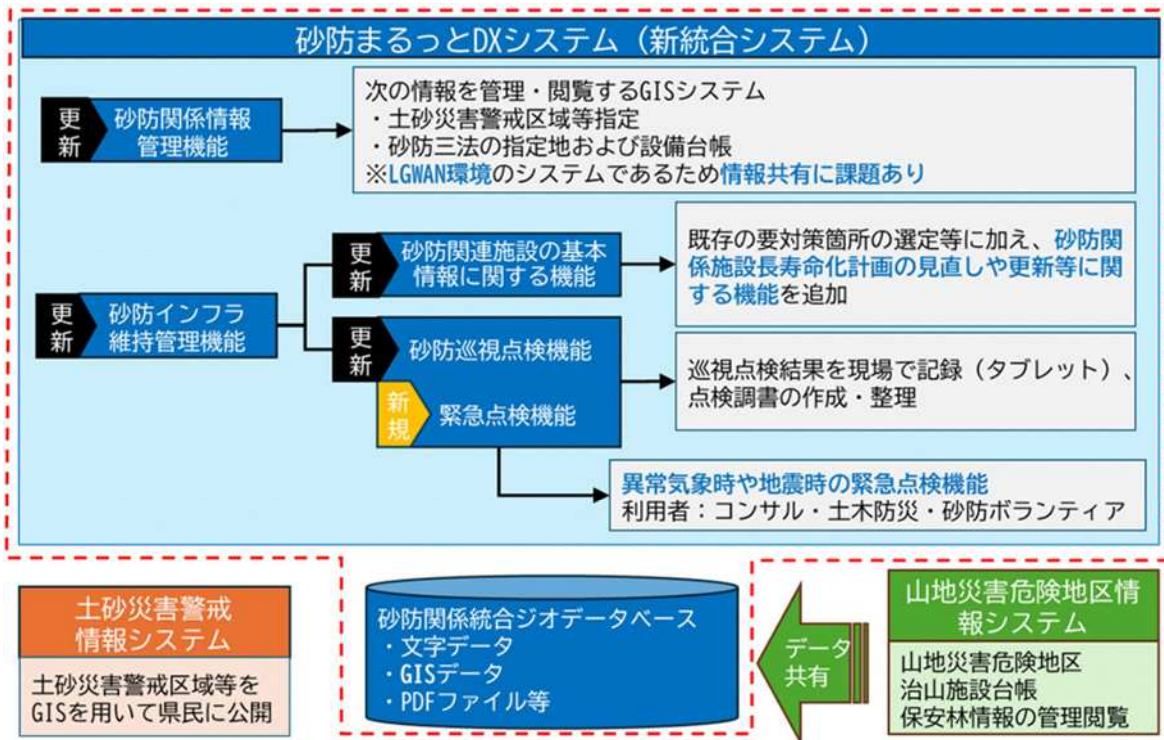 砂防まるっとDXシステム（新統合システム）
更
新
砂防関係情報
管理機能
次の情報を管理・閲覧するGISシステム
・土砂災害警戒区域等指定
・砂防三法の指定地および設備台帳
※LGWAN環境のシステムであるため情報共有に課題あり
更
新
砂防インフラ
維持管理機能
更
新
砂防関連施設の基本
情報に関する機能
既存の要対策箇所の選定等に加え、砂防関
係施設長寿命化計画の見直しや更新等に関
する機能を追加
更
新
砂防巡視点検機能
新
規
緊急点検機能
巡視点検結果を現場で記録（タブレット）、
点検調書の作成・整理
異常気象時や地震時の緊急点検機能
利用者：コンサル・土木防災・砂防ボランティア
土砂災害警戒
情報システム
土砂災害警戒区域等を
GISを用いて県民に公開
砂防関係統合ジオデータベース
・文字データ
・GISデータ
・PDFファイル等
データ
共有
山地災害危険地区情
報システム
山地災害危険地区
治山施設台帳
保安林情報の管理閲覧